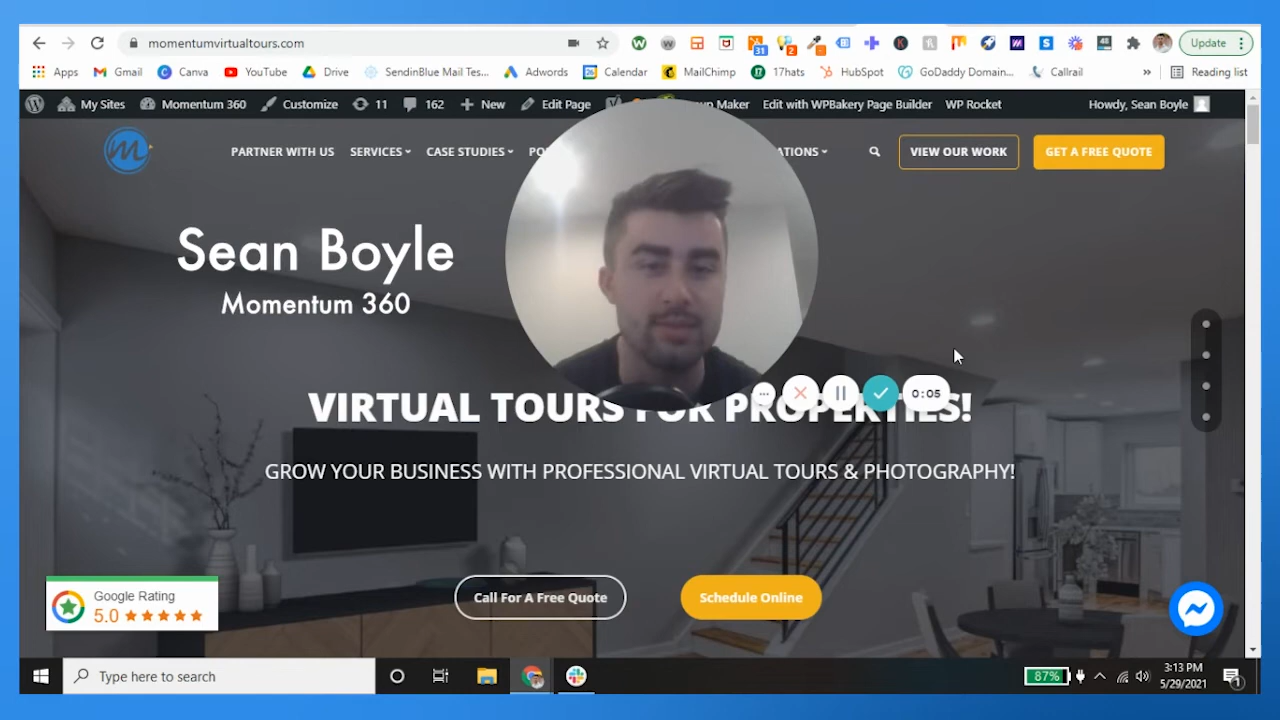 momentumvirtualtours.com
31
2
Update
Apps
Gmail
Canva
YouTube
Drive
SendinBlue Mail Tes...
Adwords
Calendar
MailChimp
17hats
HubSpot
GoDaddy Domain...
Callrail
»
Reading list
My Sites
Momentum 360
Customize
11
162
New
Edit Page
Maker
Edit with WPBakery Page Builder
WP Rocket
Howdy, Sean Boyle
M
PARTNER WITH US
SERVICES
CASE STUDIES
VIEW OUR WORK
GET A FREE QUOTE
Sean Boyle
Momentum 360
0:05
VIRTUAL TOURS FOR PROPERTIES!
GROW YOUR BUSINESS WITH PROFESSIONAL VIRTUAL TOURS & PHOTOGRAPHY!
Call For A Free Quote
Schedule Online
Google Rating
5.0
Type here to search
87%
3:13 PM
5/29/2021
1